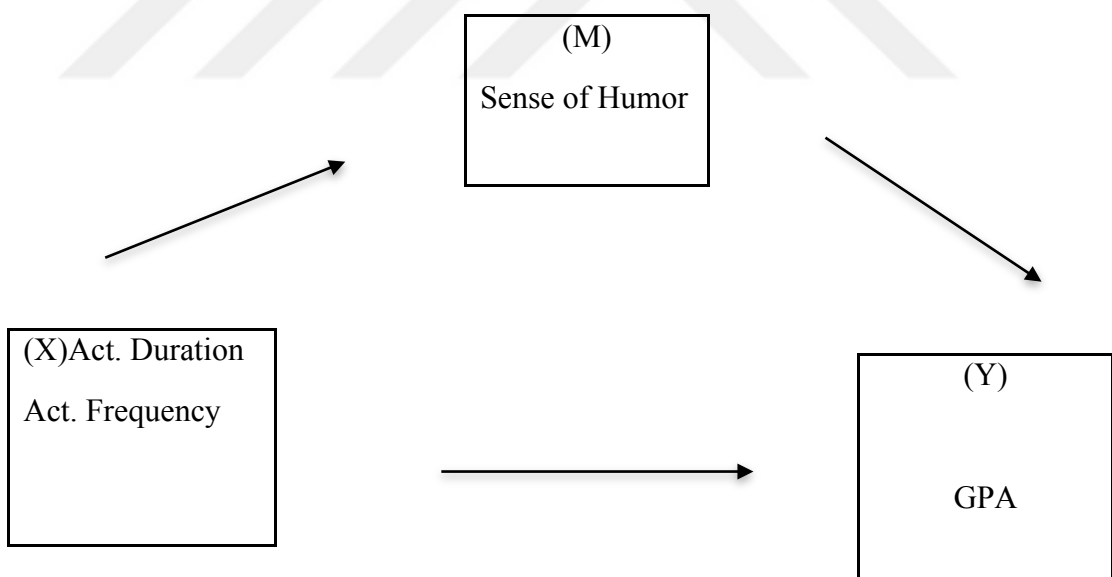 (M)
Sense of Humor
(X)Act. Duration
Act. Frequency
(Y)
GPA